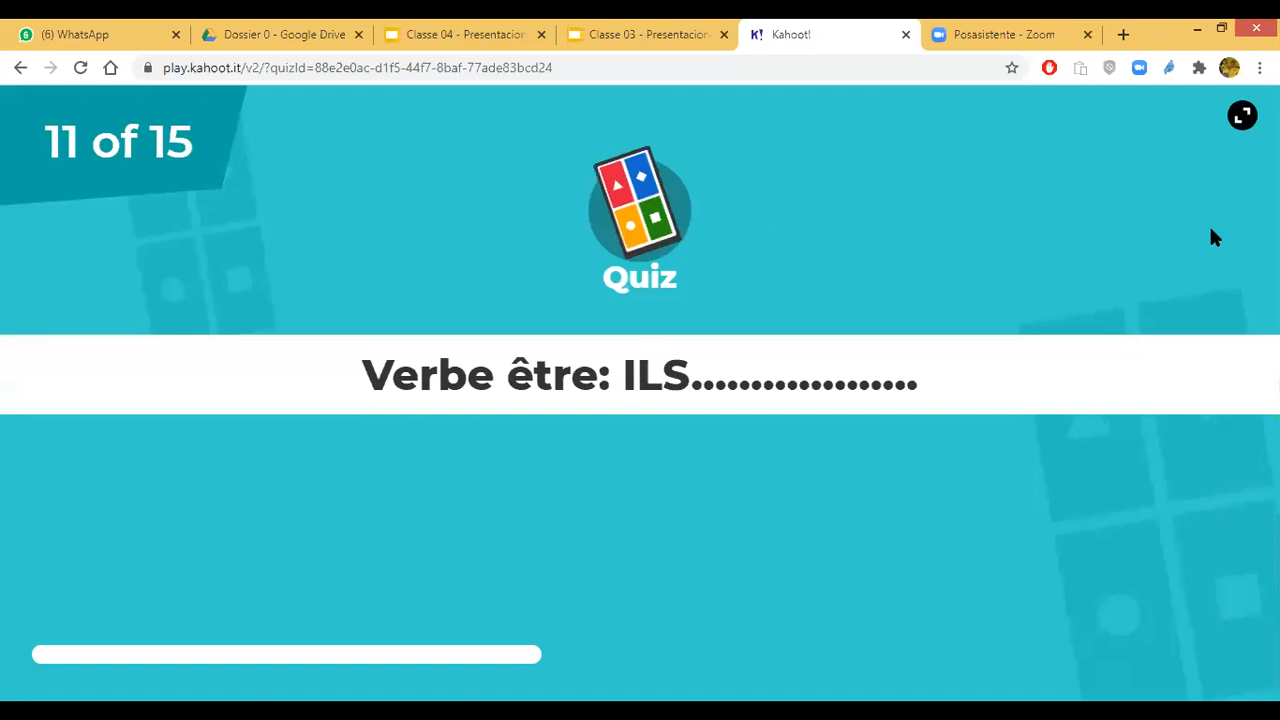 6 (6) WhatsApp
Dossier 0 - Google Drive
Classe 04 - Presentacion
Classe 03 - Presentacion
K! Kahoot!
Posasistente - Zoom
play.kahoot.it/v2/?quizId=88e2e0ac-d1f5-44f7-8baf-77ade83bcd24
11 of 15
Quiz
Verbe être: ILS...................